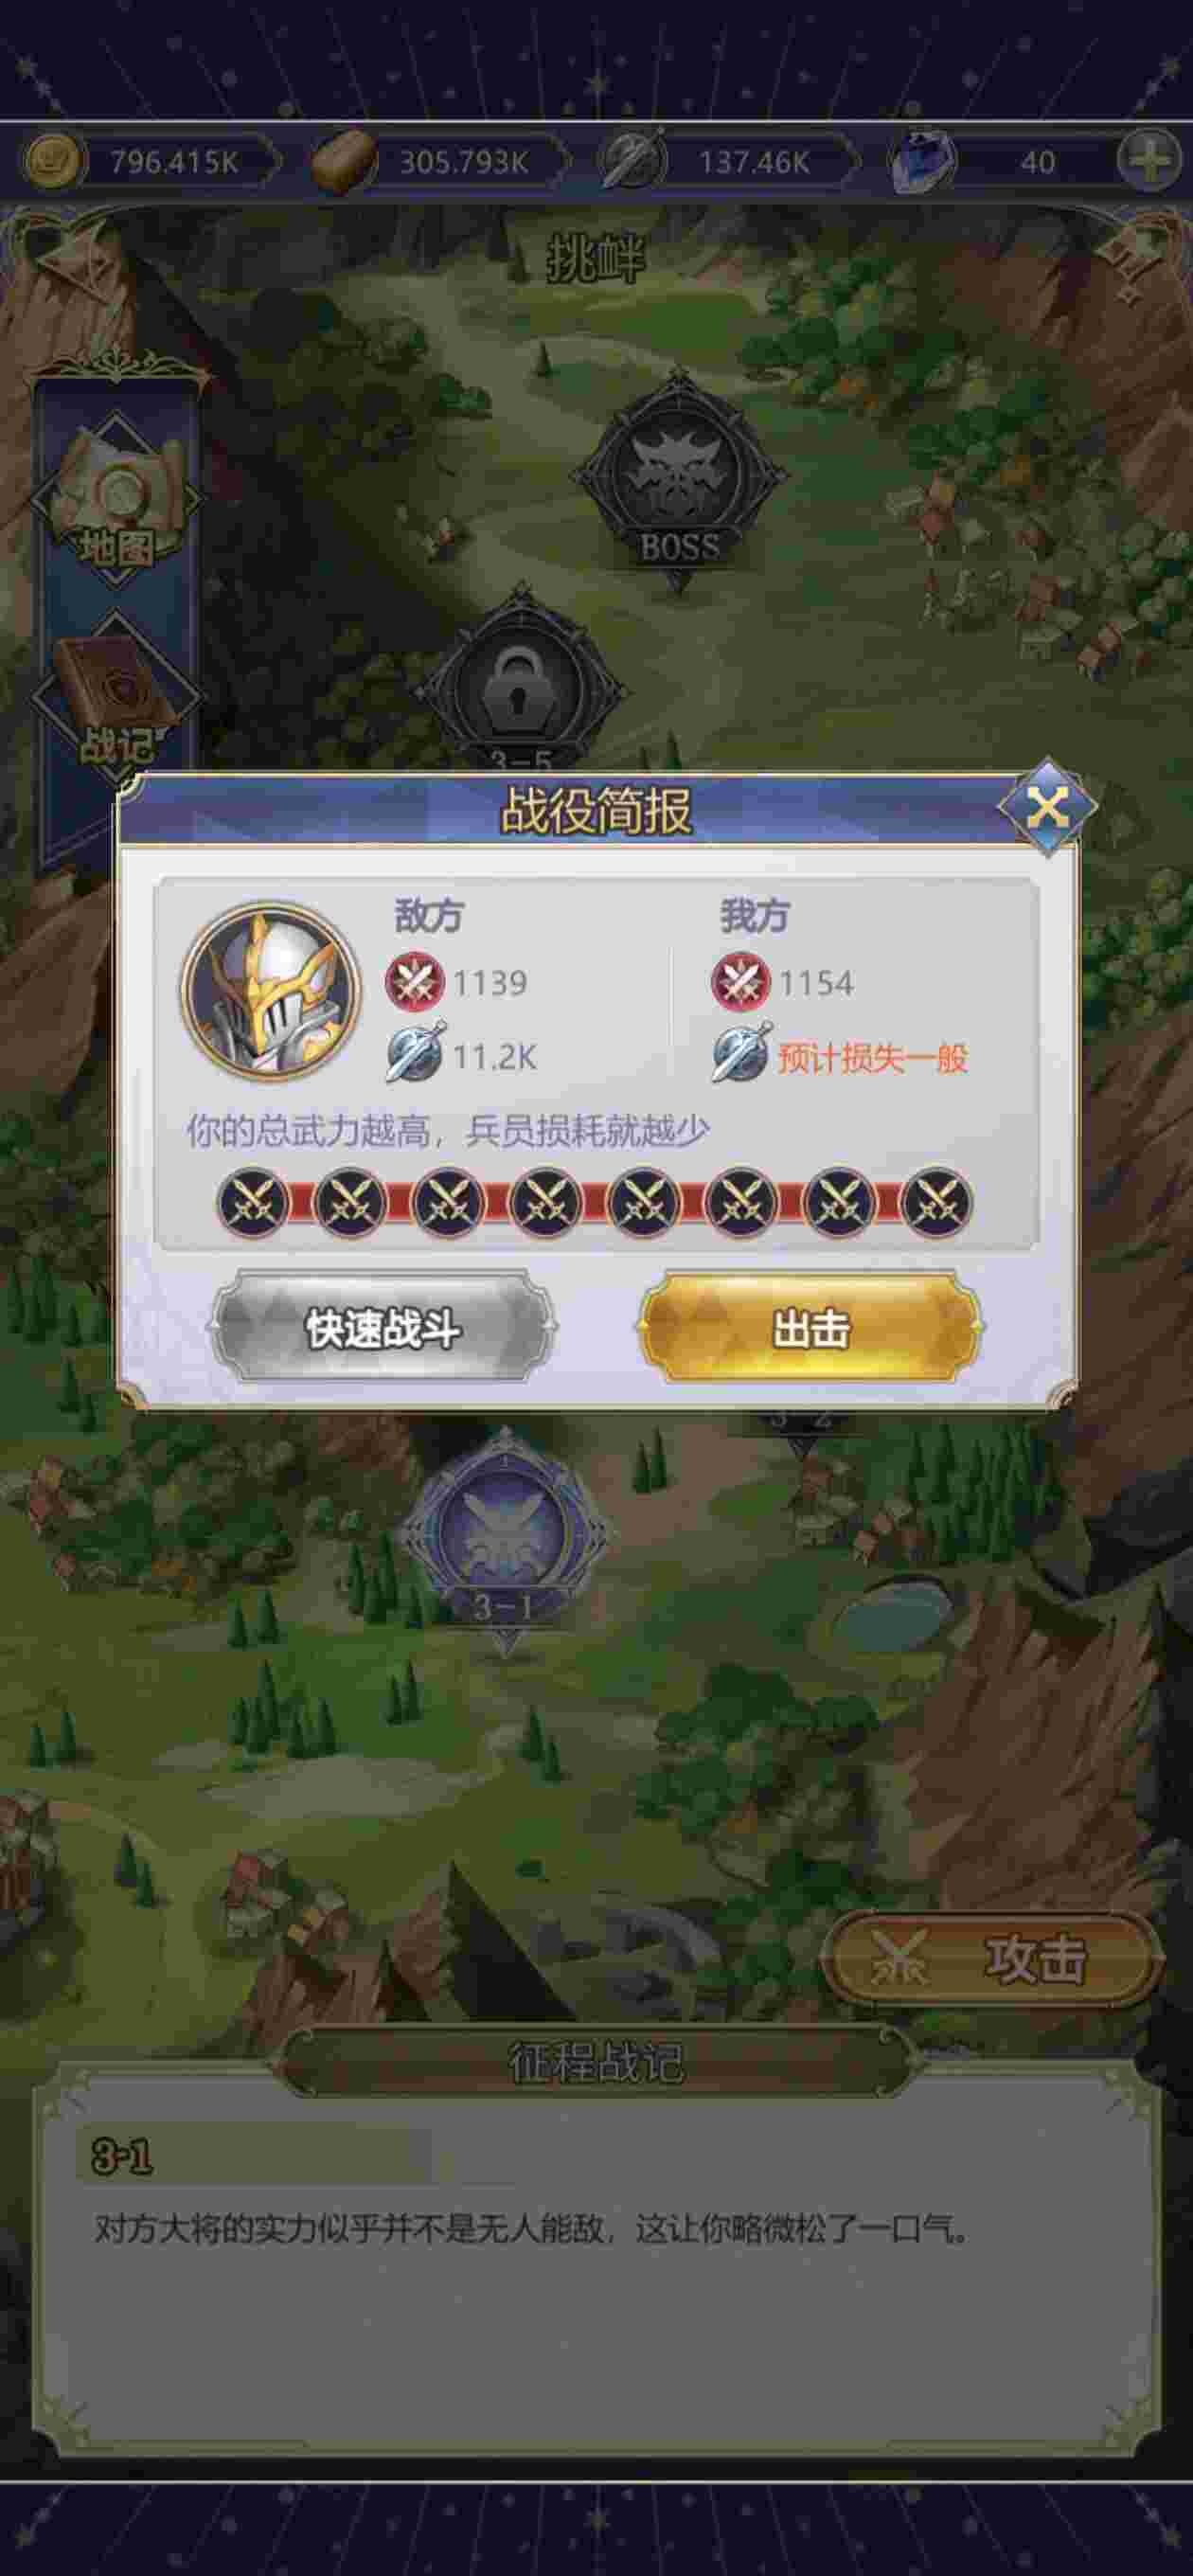 796.415K 305.793K 137.46K 40
挑衅
BOSS
地图
3-5
战记
战役简报
敌方 我方
1139 1154
11.2K 预计损失一般
你的总武力越高，兵员损耗就越少
快速战斗 出击
3-2
3-1
攻击
征程战记
3-1
对方大将的实力似乎并不是无人能敌，这让你略微松了一口气。